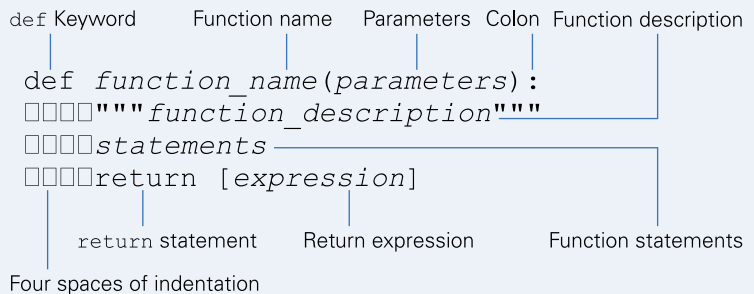 def Keyword Function name Parameters Colon Function description
def function_name(parameters):
□□□□"""function_description"""
□□□□statements
□□□□return [expression]
return statement Return expression Function statements
Four spaces of indentation